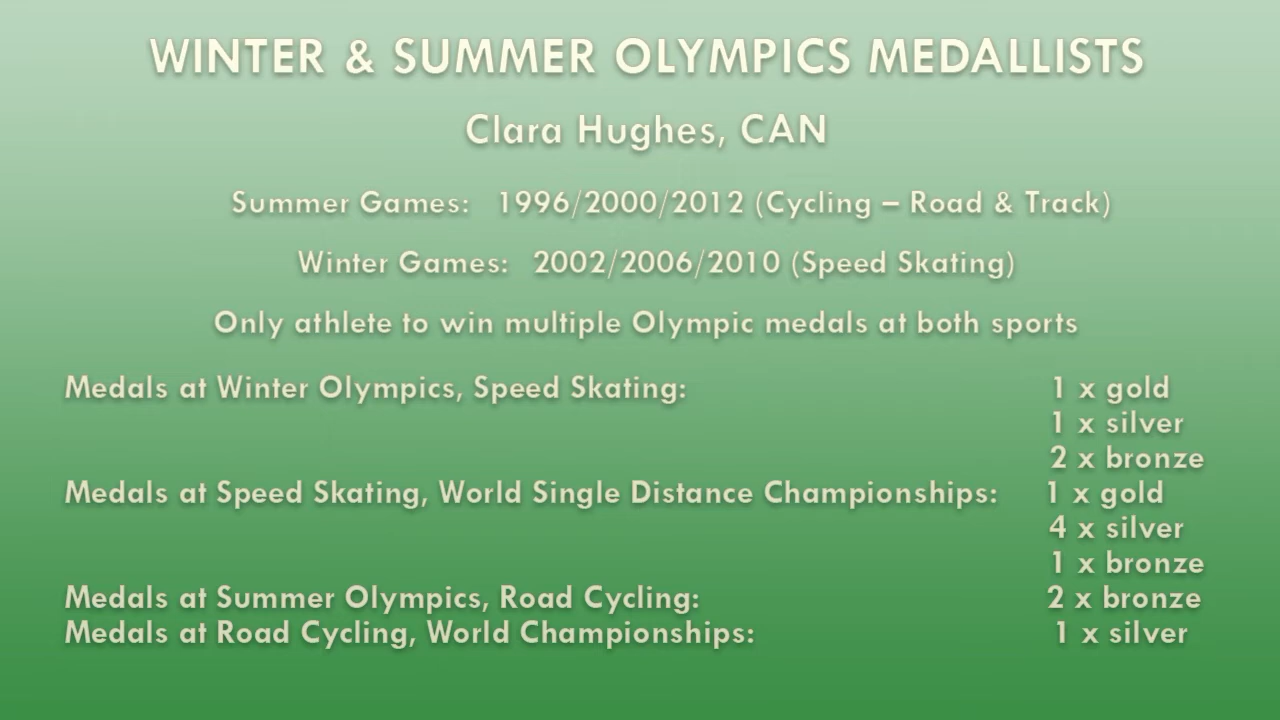 WINTER & SUMMER OLYMPICS MEDALLISTS
Clara Hughes, CAN
Summer Games: 1996/2000/2012 (Cycling – Road & Track)
Winter Games: 2002/2006/2010 (Speed Skating)
Only athlete to win multiple Olympic medals at both sports
Medals at Winter Olympics, Speed Skating: 1 x gold
1 x silver
2 x bronze
Medals at Speed Skating, World Single Distance Championships: 1 x gold
4 x silver
1 x bronze
Medals at Summer Olympics, Road Cycling: 2 x bronze
Medals at Road Cycling, World Championships: 1 x silver